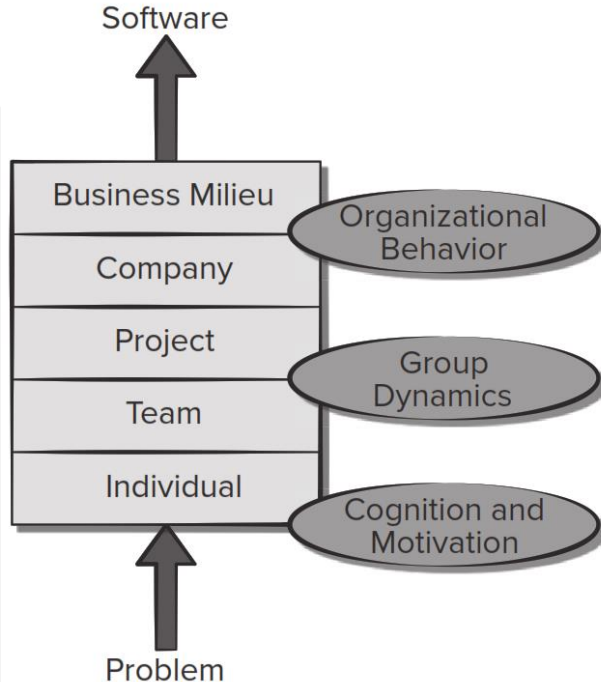 Software
Business Milieu
Organizational
Behavior
Company
Project
Group
Dynamics
Team
Individual
Cognition and
Motivation
Problem